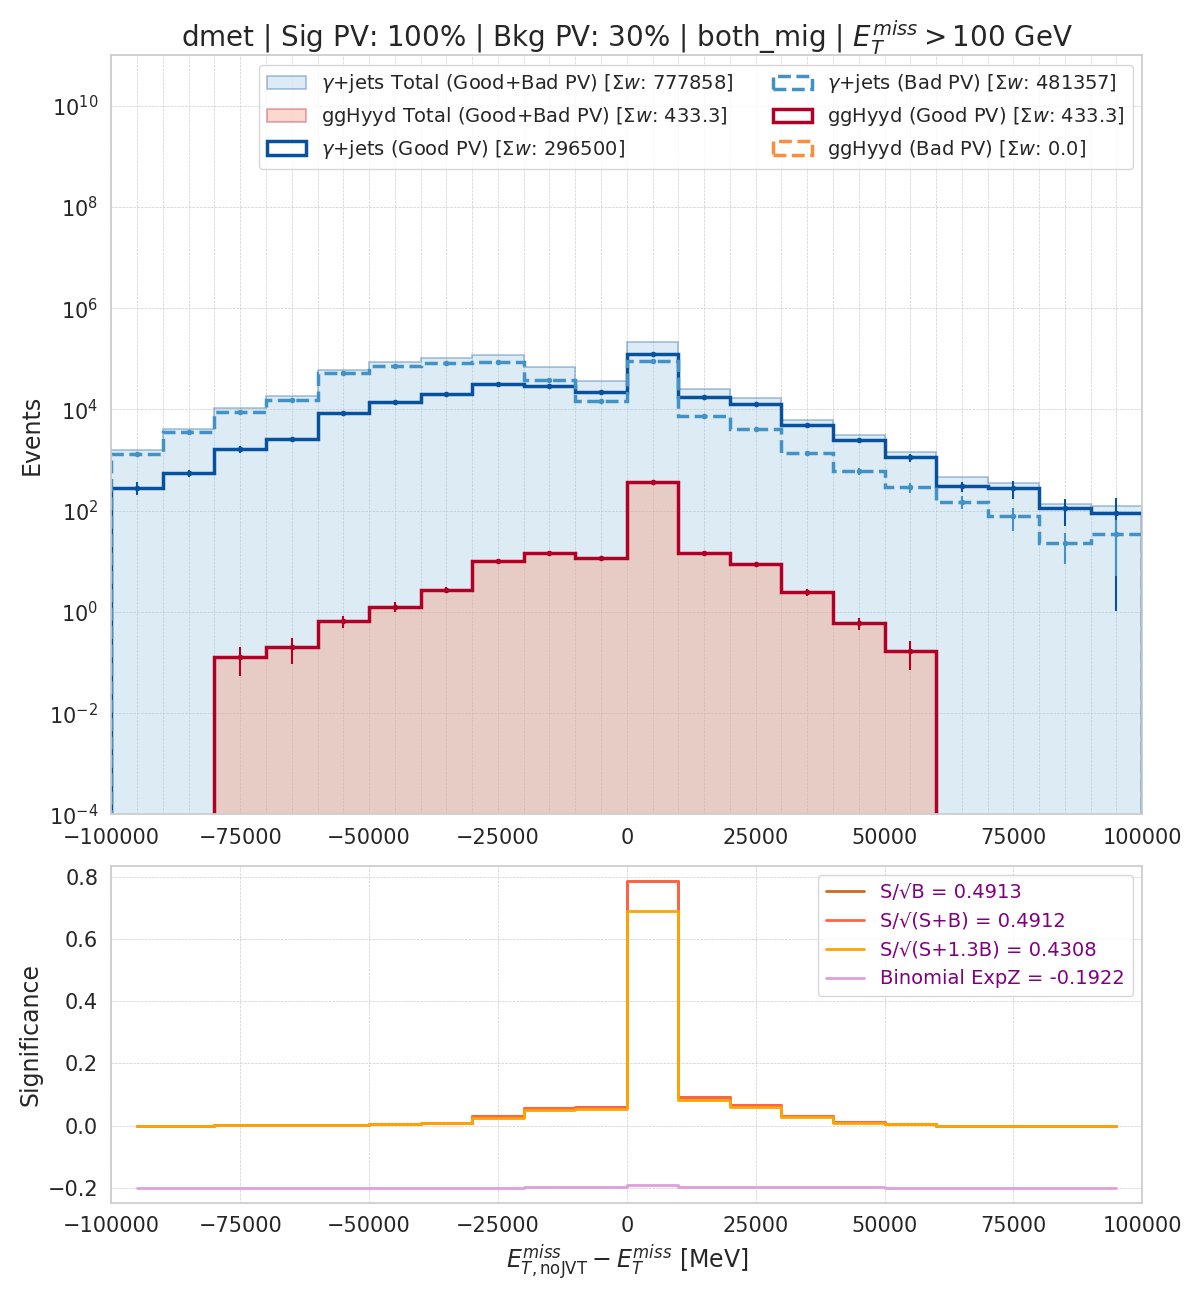 dmet | Sig PV: 100% | Bkg PV: 30% | both_mig | E_T^{miss} > 100 GeV
γ+jets Total (Good+Bad PV) [Σw: 777858]
ggHyyd Total (Good+Bad PV) [Σw: 433.3]
γ+jets (Good PV) [Σw: 296500]
γ+jets (Bad PV) [Σw: 481357]
ggHyyd (Good PV) [Σw: 433.3]
ggHyyd (Bad PV) [Σw: 0.0]
Events
10^{10}
10^{8}
10^{6}
10^{4}
10^{2}
10^{0}
10^{−2}
10^{−4}
−100000 −75000 −50000 −25000 0 25000 50000 75000 100000
S/√B = 0.4913
S/√(S+B) = 0.4912
S/√(S+1.3B) = 0.4308
Binomial ExpZ = -0.1922
Significance
0.8
0.6
0.4
0.2
0.0
−0.2
−100000 −75000 −50000 −25000 0 25000 50000 75000 100000
E_{T,noJVT}^{miss} − E_T^{miss} [MeV]